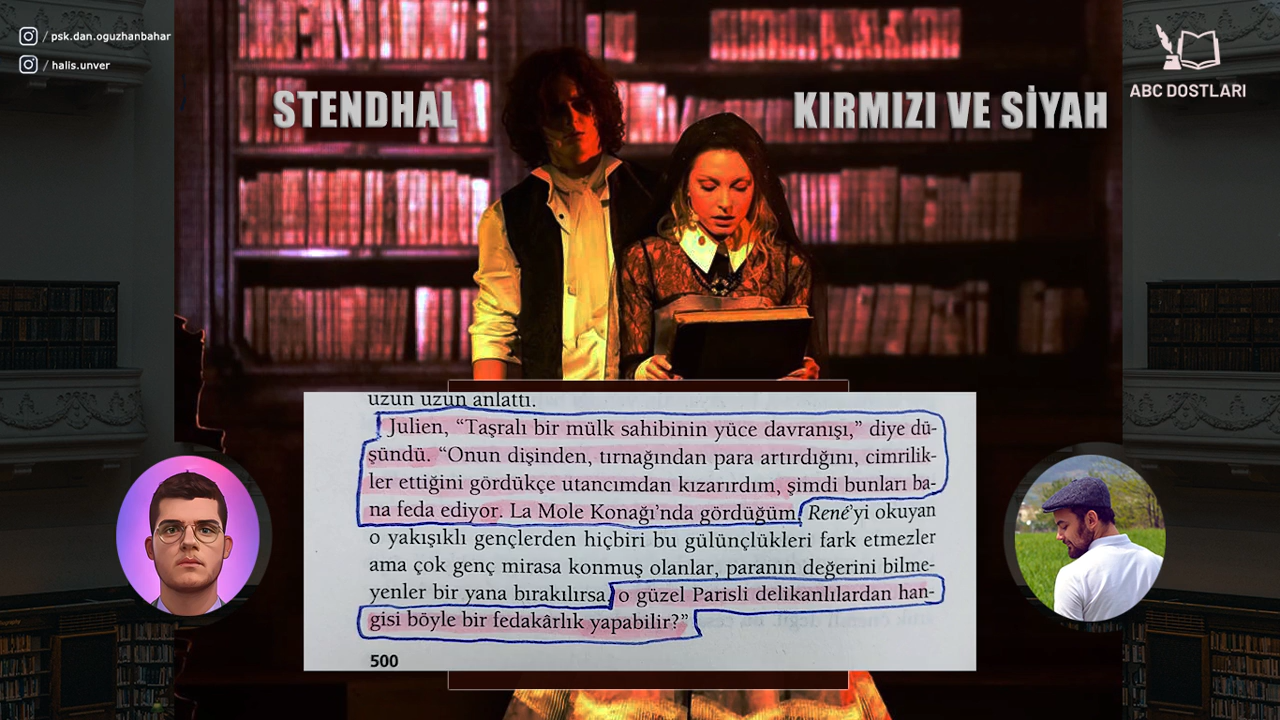 / psk.dan.oguzhanbahar
/ halis.unver
STENDHAL
KIRMIZI VE SİYAH
ABC DOSTLARI
uzun uzun anlattı.
Julien, “Taşralı bir mülk sahibinin yüce davranışı,” diye dü-
şündü. “Onun dişinden, tırnağından para artırdığını, cimrilik-
ler ettiğini gördükçe utancımdan kızarırdım, şimdi bunları ba-
na feda ediyor. La Mole Konağı’nda gördüğüm, René’yi okuyan
o yakışıklı gençlerden hiçbiri bu gülünçlükleri fark etmezler
ama çok genç mirasa konmuş olanlar, paranın değerini bilme-
yenler bir yana bırakılırsa, o güzel Parisli delikanlılardan han-
gisi böyle bir fedakârlık yapabilir?”
500